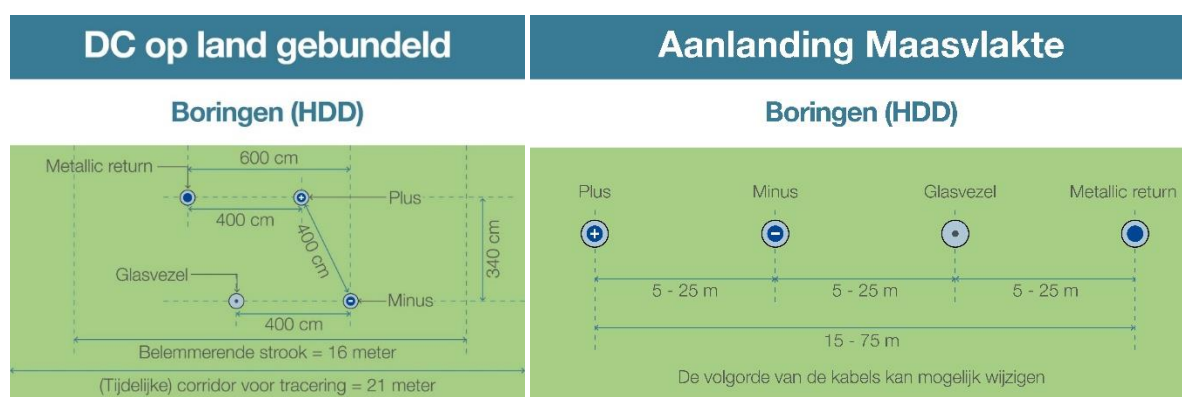 DC op land gebundeld
Boringen (HDD)
Metallic return
600 cm
Plus
400 cm
400 cm
340 cm
Glasvezel
Minus
400 cm
Belemmerende strook = 16 meter
(Tijdelijke) corridor voor tracering = 21 meter
Aanlanding Maasvlakte
Boringen (HDD)
Plus Minus Glasvezel Metallic return
5 - 25 m 5 - 25 m 5 - 25 m
15 - 75 m
De volgorde van de kabels kan mogelijk wijzigen